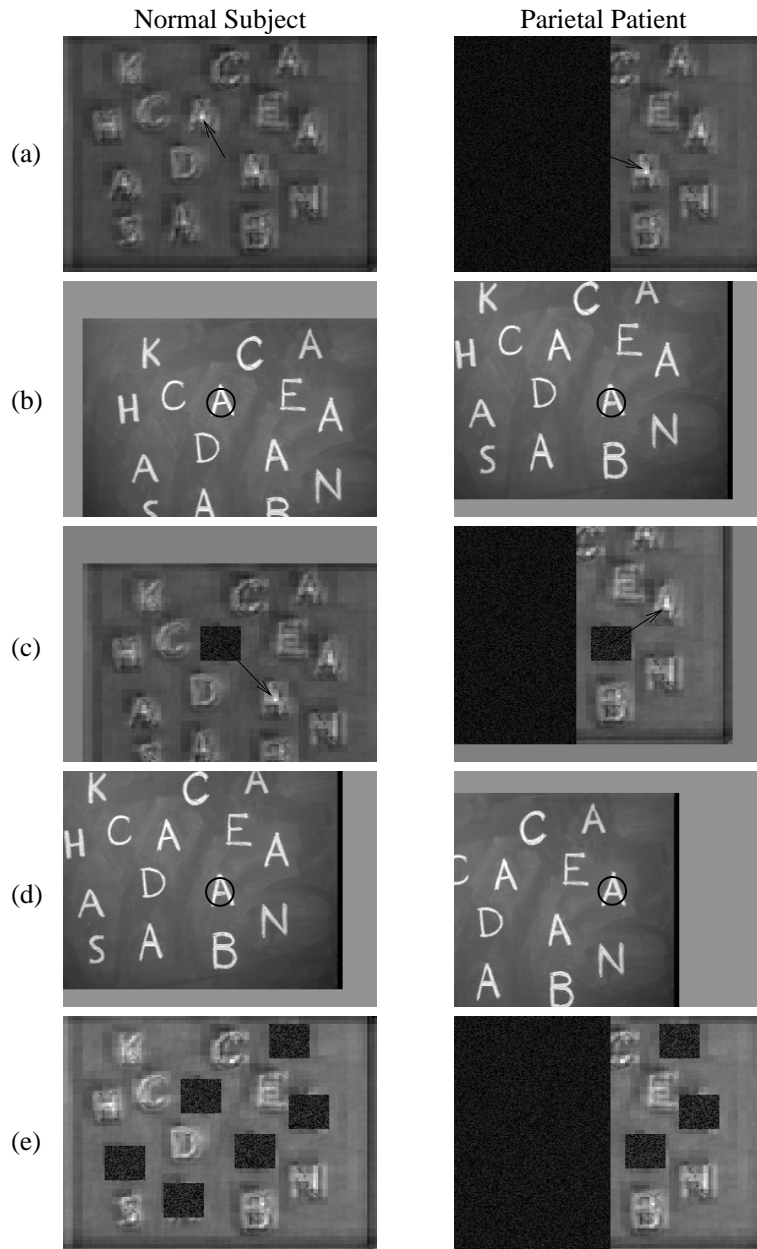 Normal Subject Parietal Patient
(a)
K C A
H C A E A
D A
A N
S A B
C A
E A
A N
B
(b)
K C A
H C A E A
D A
A N
S A B
K C A
H C A E A
D A
A N
S A B
(c)
K C A
H C E A
D A
A N
S A B
C A
E A
N
B
(d)
K C A
H C A E A
D A
A N
S A B
C A
C A E A
D A
N
A B
(e)
K C
H C E
D
N
S B
C
E
N
B